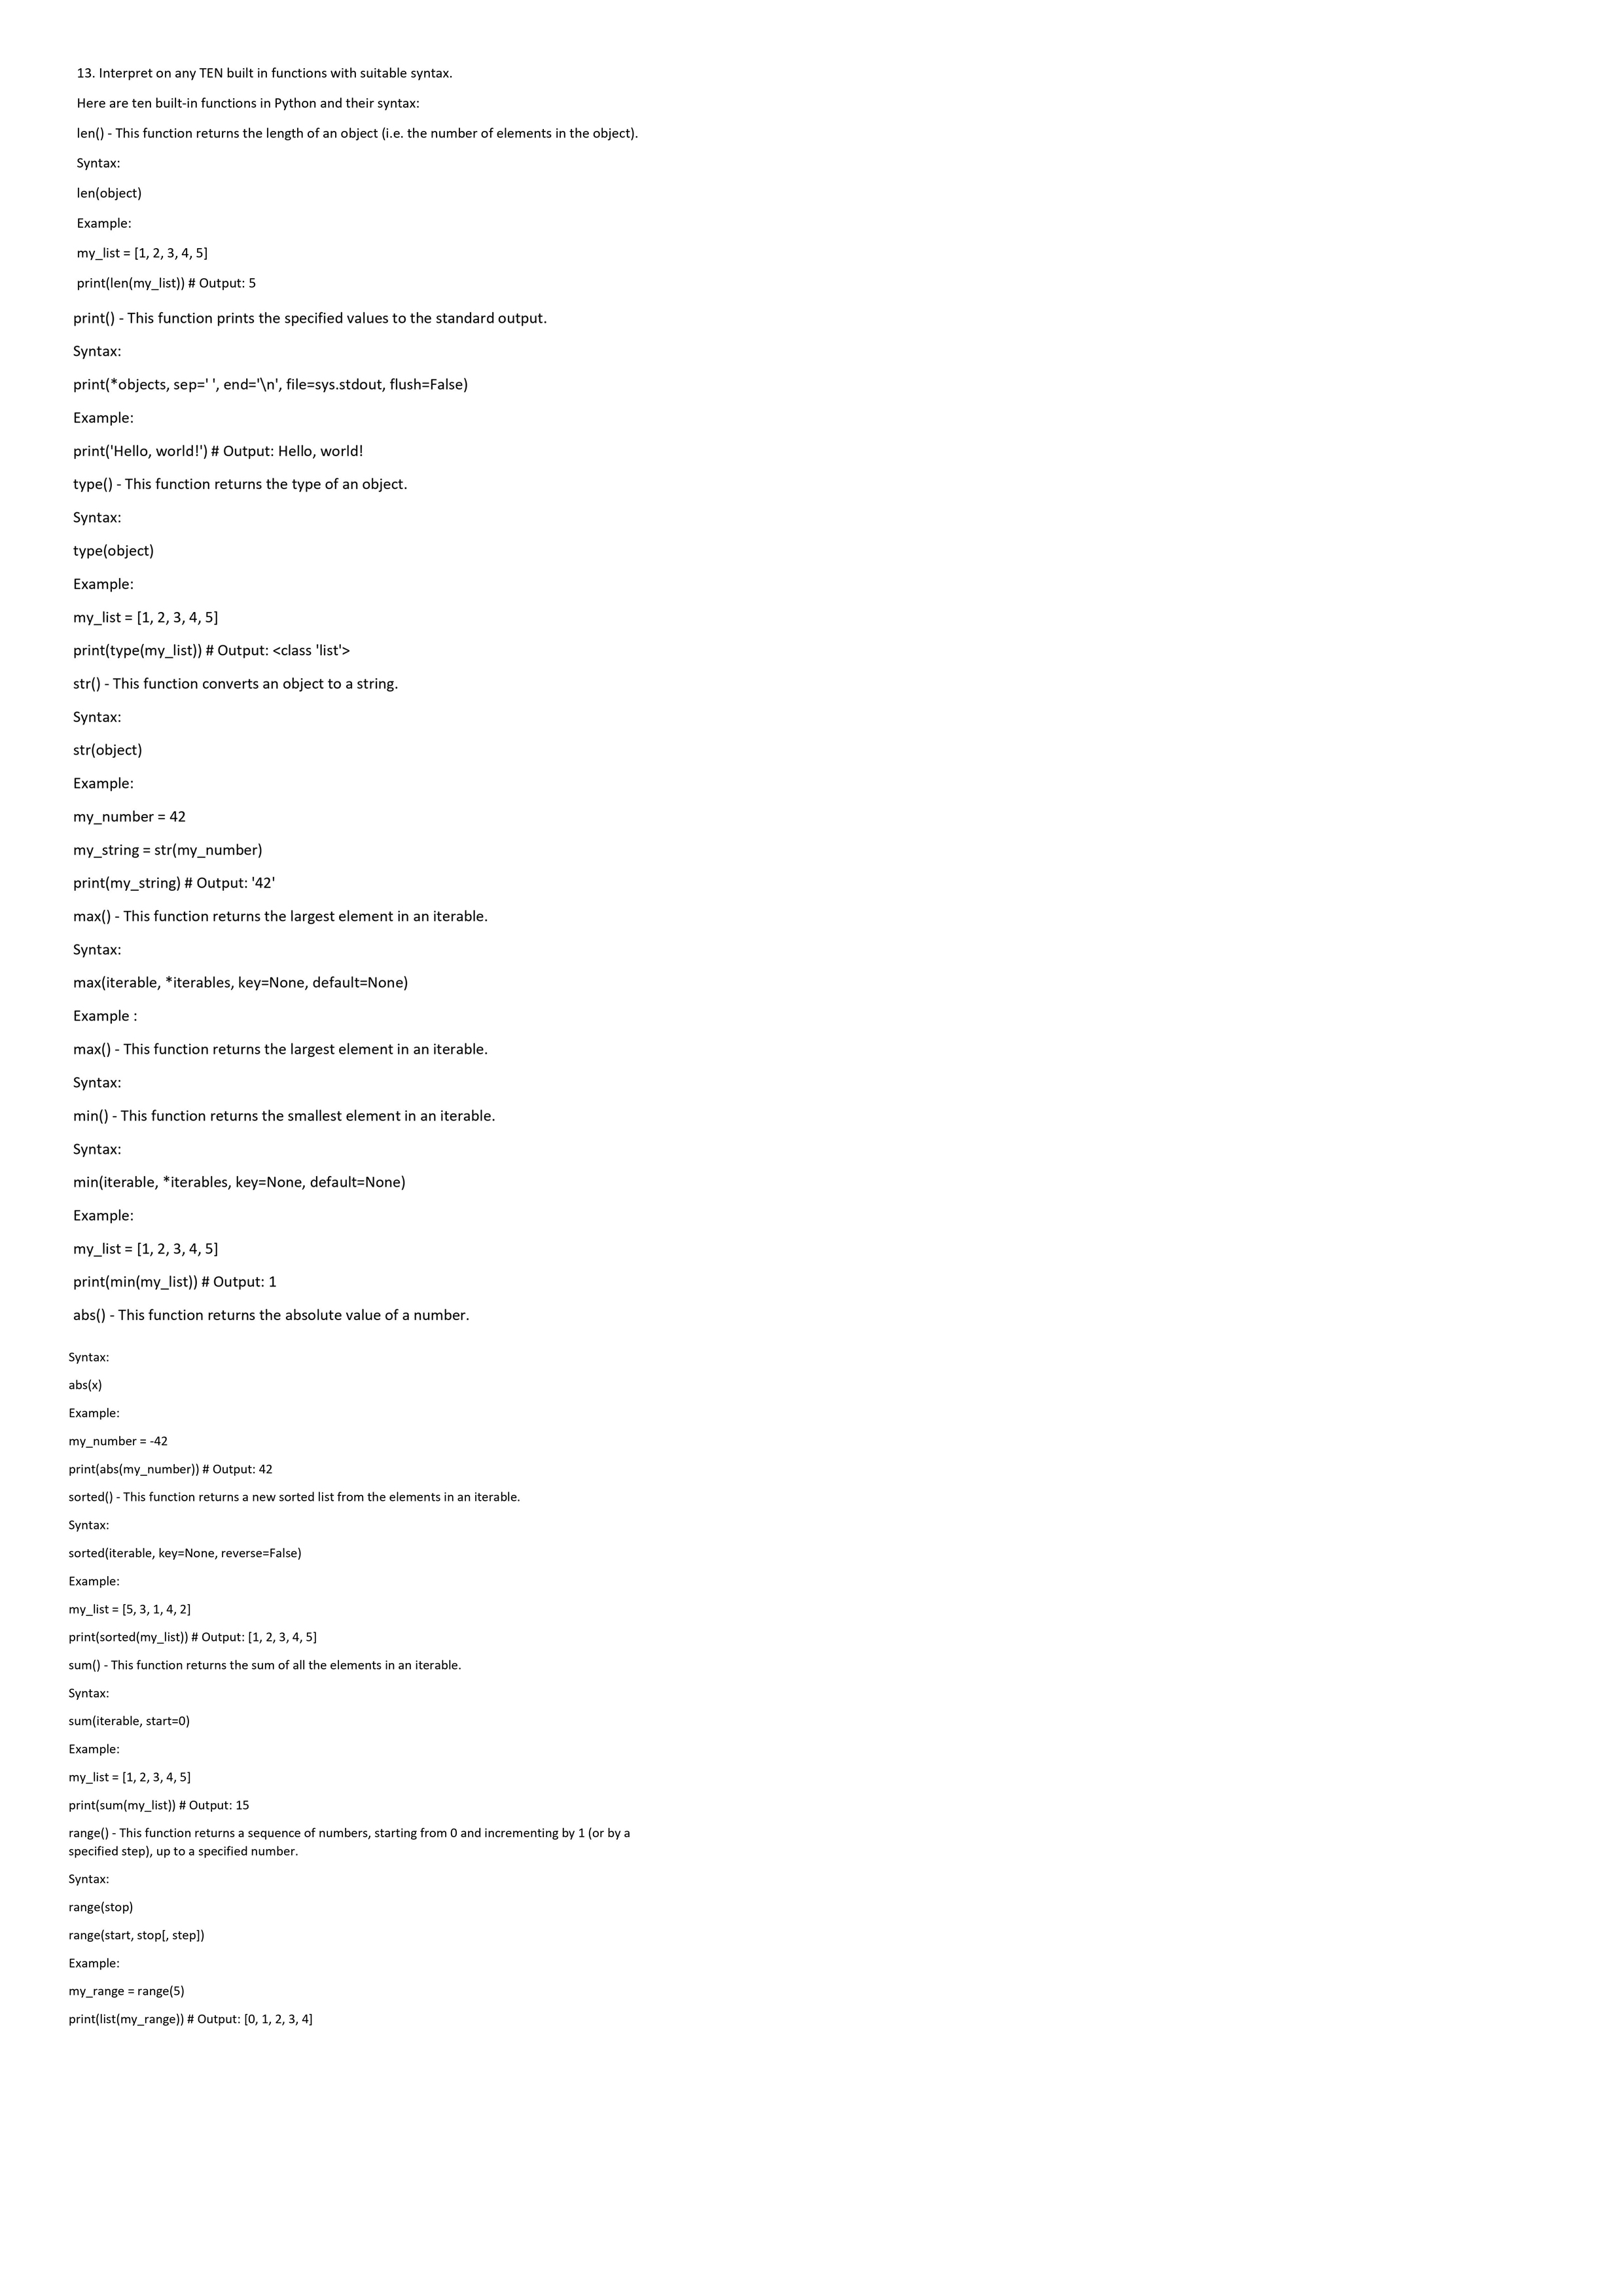 13. Interpret on any TEN built in functions with suitable syntax.
Here are ten built-in functions in Python and their syntax:
len() - This function returns the length of an object (i.e. the number of elements in the object).
Syntax:
len(object)
Example:
my_list = [1, 2, 3, 4, 5]
print(len(my_list)) # Output: 5
print() - This function prints the specified values to the standard output.
Syntax:
print(*objects, sep=' ', end='\n', file=sys.stdout, flush=False)
Example:
print('Hello, world!') # Output: Hello, world!
type() - This function returns the type of an object.
Syntax:
type(object)
Example:
my_list = [1, 2, 3, 4, 5]
print(type(my_list)) # Output: <class 'list'>
str() - This function converts an object to a string.
Syntax:
str(object)
Example:
my_number = 42
my_string = str(my_number)
print(my_string) # Output: '42'
max() - This function returns the largest element in an iterable.
Syntax:
max(iterable, *iterables, key=None, default=None)
Example :
max() - This function returns the largest element in an iterable.
Syntax:
min() - This function returns the smallest element in an iterable.
Syntax:
min(iterable, *iterables, key=None, default=None)
Example:
my_list = [1, 2, 3, 4, 5]
print(min(my_list)) # Output: 1
abs() - This function returns the absolute value of a number.
Syntax:
abs(x)
Example:
my_number = -42
print(abs(my_number)) # Output: 42
sorted() - This function returns a new sorted list from the elements in an iterable.
Syntax:
sorted(iterable, key=None, reverse=False)
Example:
my_list = [5, 3, 1, 4, 2]
print(sorted(my_list)) # Output: [1, 2, 3, 4, 5]
sum() - This function returns the sum of all the elements in an iterable.
Syntax:
sum(iterable, start=0)
Example:
my_list = [1, 2, 3, 4, 5]
print(sum(my_list)) # Output: 15
range() - This function returns a sequence of numbers, starting from 0 and incrementing by 1 (or by a
specified step), up to a specified number.
Syntax:
range(stop)
range(start, stop[, step])
Example:
my_range = range(5)
print(list(my_range)) # Output: [0, 1, 2, 3, 4]